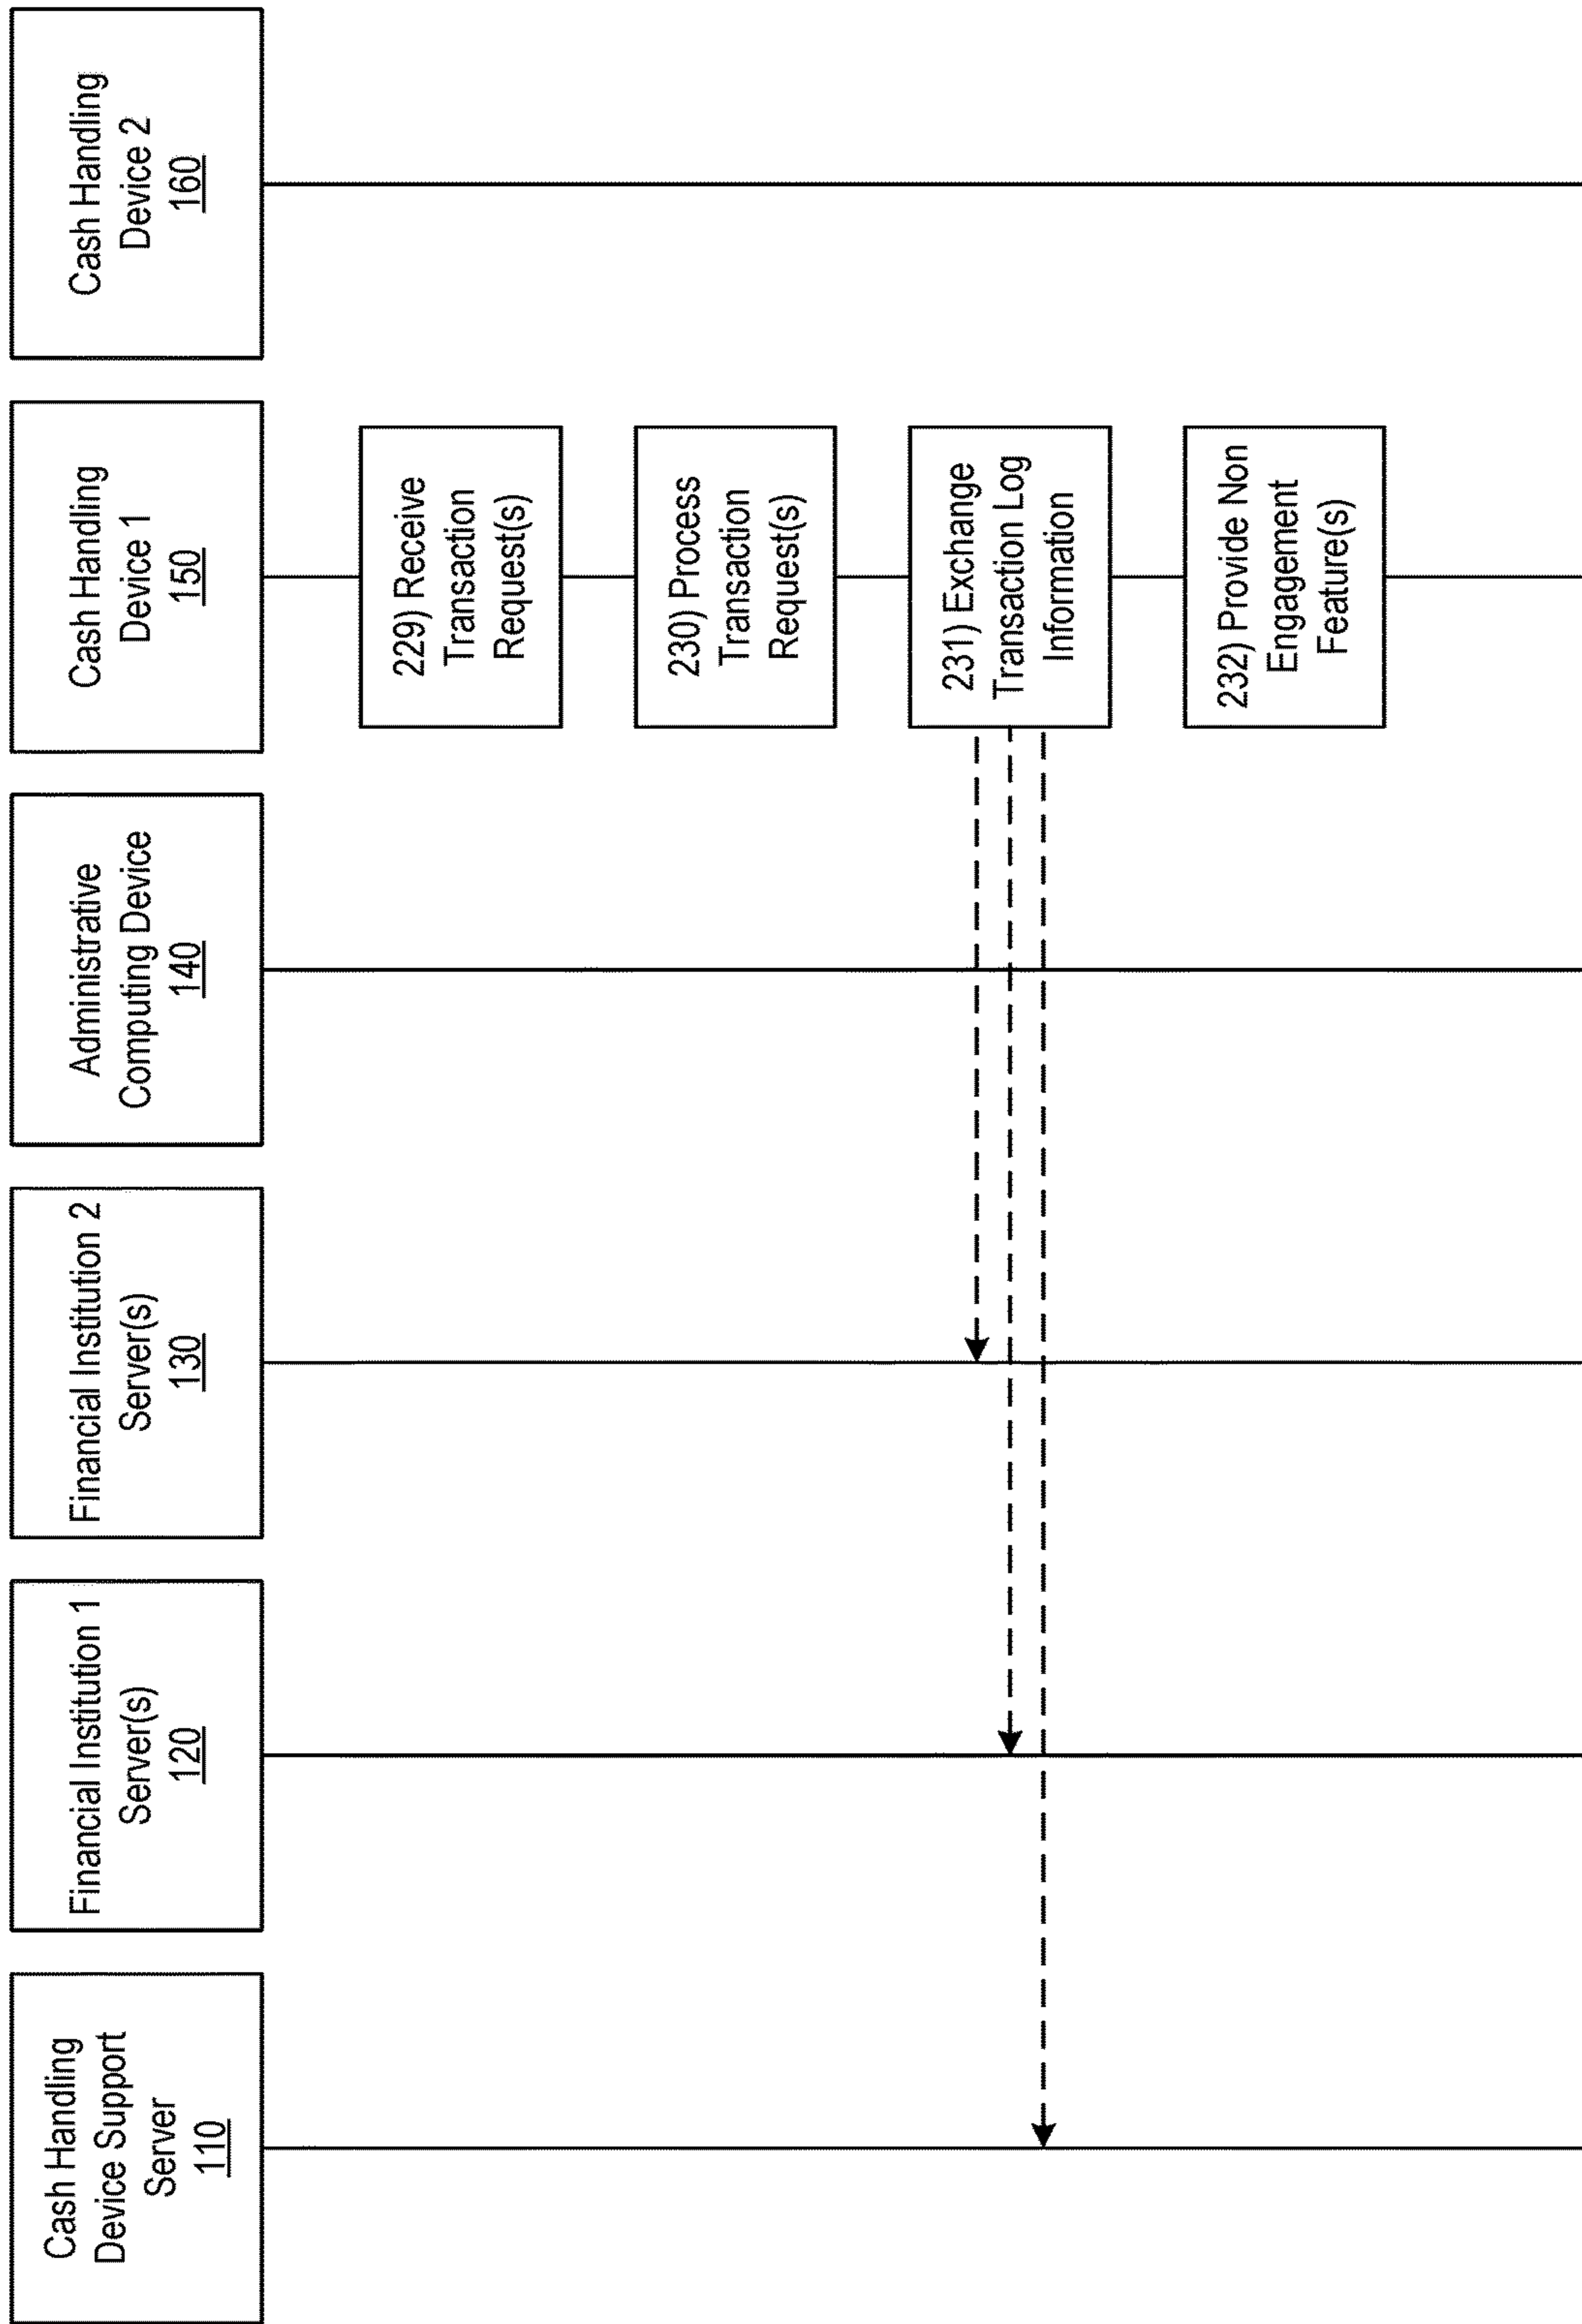 Cash Handling
Device Support
Server
110
Financial Institution 1
Server(s)
120
Financial Institution 2
Server(s)
130
Administrative
Computing Device
140
Cash Handling
Device 1
150
Cash Handling
Device 2
160
229) Receive
Transaction
Request(s)
230) Process
Transaction
Request(s)
231) Exchange
Transaction Log
Information
232) Provide Non
Engagement
Feature(s)